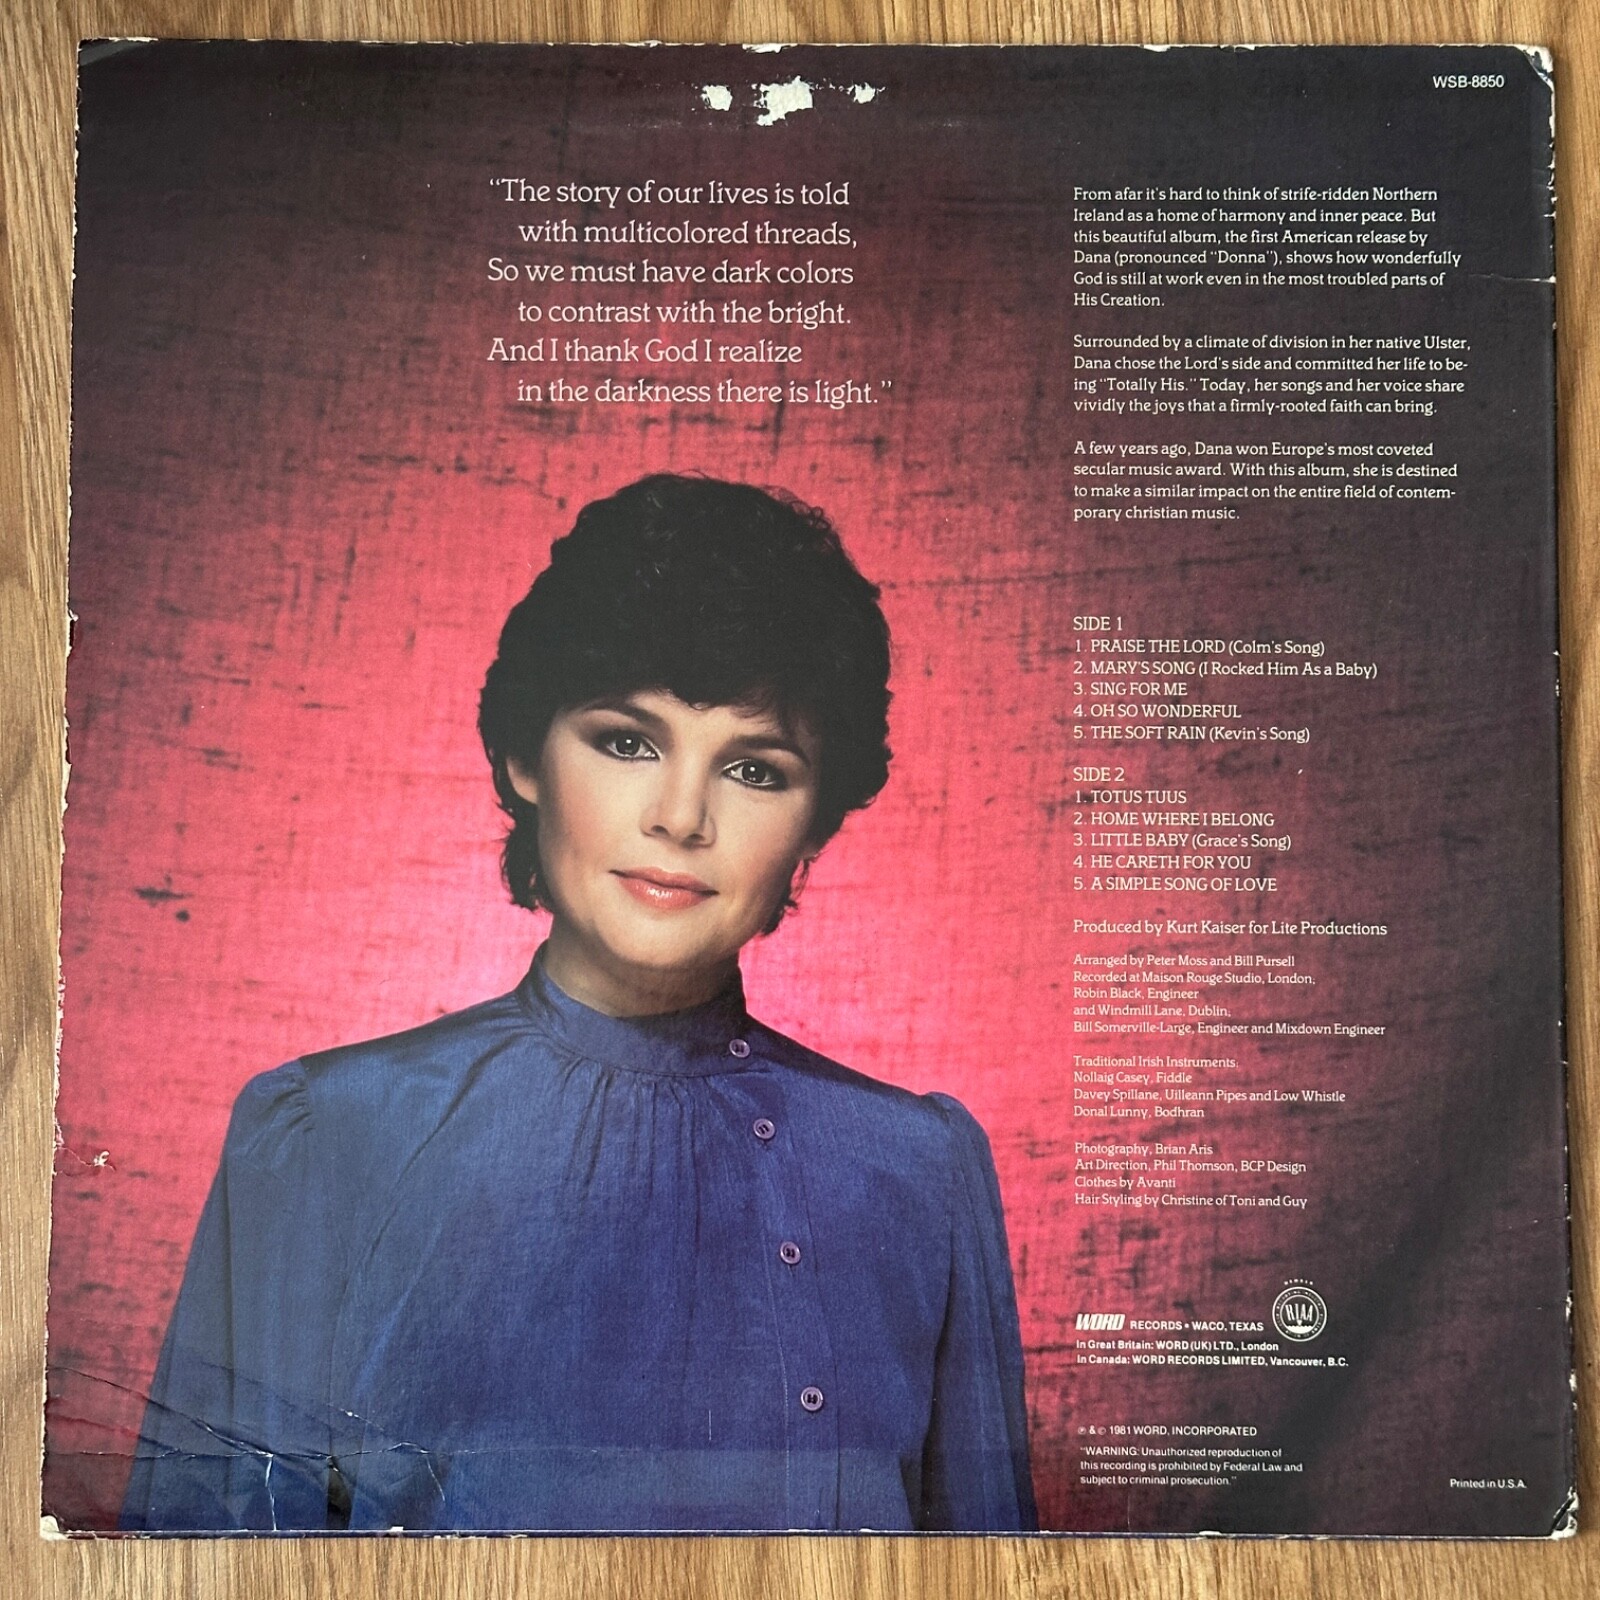 WSB-8850
“The story of our lives is told
with multicolored threads,
So we must have dark colors
to contrast with the bright.
And I thank God I realize
in the darkness there is light.”
From afar it's hard to think of strife-ridden Northern
Ireland as a home of harmony and inner peace. But
this beautiful album, the first American release by
Dana (pronounced “Donna”), shows how wonderfully
God is still at work even in the most troubled parts of
His Creation.
Surrounded by a climate of division in her native Ulster,
Dana chose the Lord's side and committed her life to be-
ing “Totally His.” Today, her songs and her voice share
vividly the joys that a firmly-rooted faith can bring.
A few years ago, Dana won Europe's most coveted
secular music award. With this album, she is destined
to make a similar impact on the entire field of contem-
porary christian music.
SIDE 1
1. PRAISE THE LORD (Colm's Song)
2. MARY'S SONG (I Rocked Him As a Baby)
3. SING FOR ME
4. OH SO WONDERFUL
5. THE SOFT RAIN (Kevin's Song)
SIDE 2
1. TOTUS TUUS
2. HOME WHERE I BELONG
3. LITTLE BABY (Grace's Song)
4. HE CARETH FOR YOU
5. A SIMPLE SONG OF LOVE
Produced by Kurt Kaiser for Lite Productions
Arranged by Peter Moss and Bill Pursell
Recorded at Maison Rouge Studio, London;
Robin Black, Engineer
and Windmill Lane, Dublin;
Bill Somerville-Large, Engineer and Mixdown Engineer
Traditional Irish Instruments:
Nollaig Casey, Fiddle
Davey Spillane, Uilleann Pipes and Low Whistle
Donal Lunny, Bodhran
Photography, Brian Aris
Art Direction, Phil Thomson, BCP Design
Clothes by Avanti
Hair Styling by Christine of Toni and Guy
WORD RECORDS • WACO, TEXAS
MEMBER
RIAA
In Great Britain: WORD (UK) LTD., London
In Canada: WORD RECORDS LIMITED, Vancouver, B.C.
℗ & © 1981 WORD, INCORPORATED
“WARNING: Unauthorized reproduction of
this recording is prohibited by Federal Law and
subject to criminal prosecution.”
Printed in U.S.A.